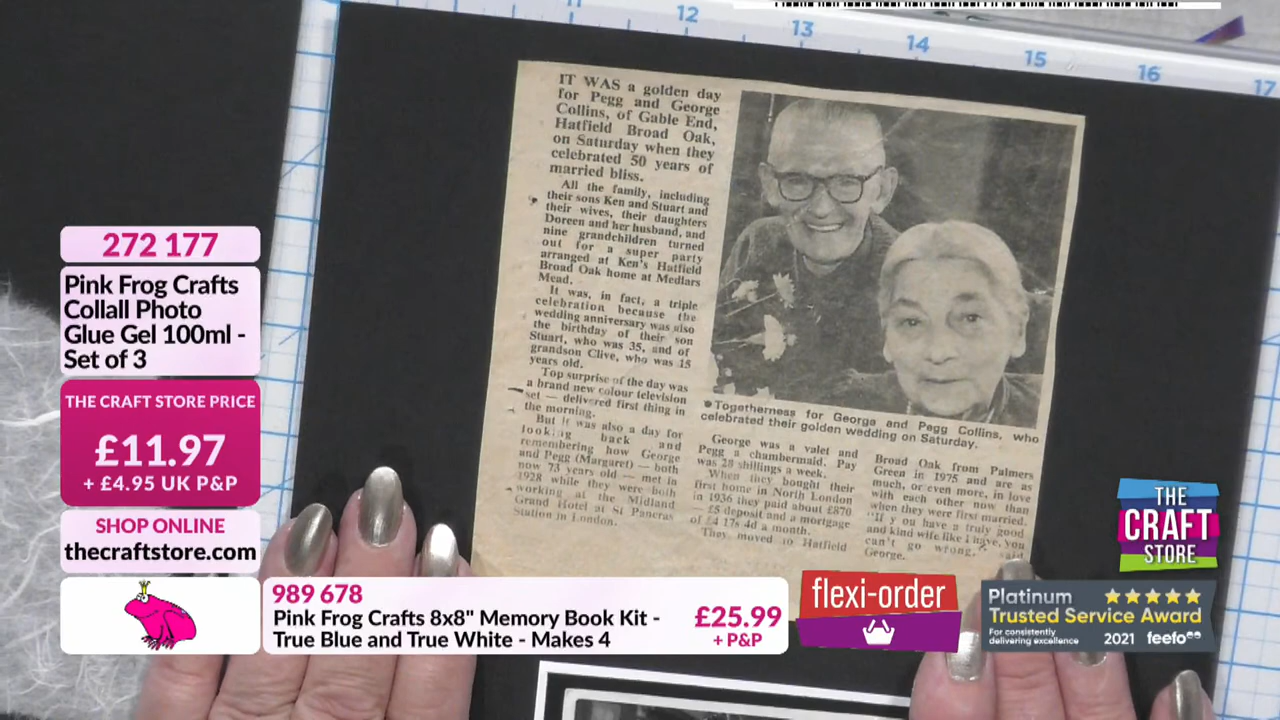 11 12 13 14 15 16 17
IT WAS a golden day
for Pegg and George
Collins, of Gable End,
Hatfield Broad Oak,
on Saturday when they
celebrated 50 years of
married bliss.
All the family, including
their sons Ken and Stuart and
their wives, their daughters
Doreen and her husband, and
nine grandchildren turned
out for a super party
arranged at Ken's Hatfield
Broad Oak home at Medlars
Mead.
It was, in fact, a triple
celebration because the
wedding anniversary was also
the birthday of their son
Stuart, who was 35, and of
grandson Clive, who was 15
years old.
Top surprise of the day was
a brand new colour television
set — delivered first thing in
the morning.
But it was also a day for
looking back and
remembering how George
and Pegg (Margaret) — both
now 73 years old — met in
1928 while they were both
working at the Midland
Grand Hotel at St Pancras
Station in London.
Togetherness for George and Pegg Collins, who
celebrated their golden wedding on Saturday.
George was a valet and
Pegg a chambermaid. Pay
was 28 shillings a week.
When they bought their
first home in North London
in 1936 they paid about £870
— £5 deposit and a mortgage
of £4 17s 4d a month.
They moved to Hatfield
Broad Oak from Palmers
Green in 1975 and are as
much, or even more, in love
with each other now than
when they were first married.
"If you have a truly good
and kind wife like I have, you
can't go wrong," said
George.
272 177
Pink Frog Crafts
Collall Photo
Glue Gel 100ml -
Set of 3
THE CRAFT STORE PRICE
£11.97
+ £4.95 UK P&P
SHOP ONLINE
thecraftstore.com
989 678
Pink Frog Crafts 8x8" Memory Book Kit -
True Blue and True White - Makes 4
£25.99
+ P&P
flexi-order
THE
CRAFT
STORE
Platinum
Trusted Service Award
For consistently
delivering excellence
2021 feefo